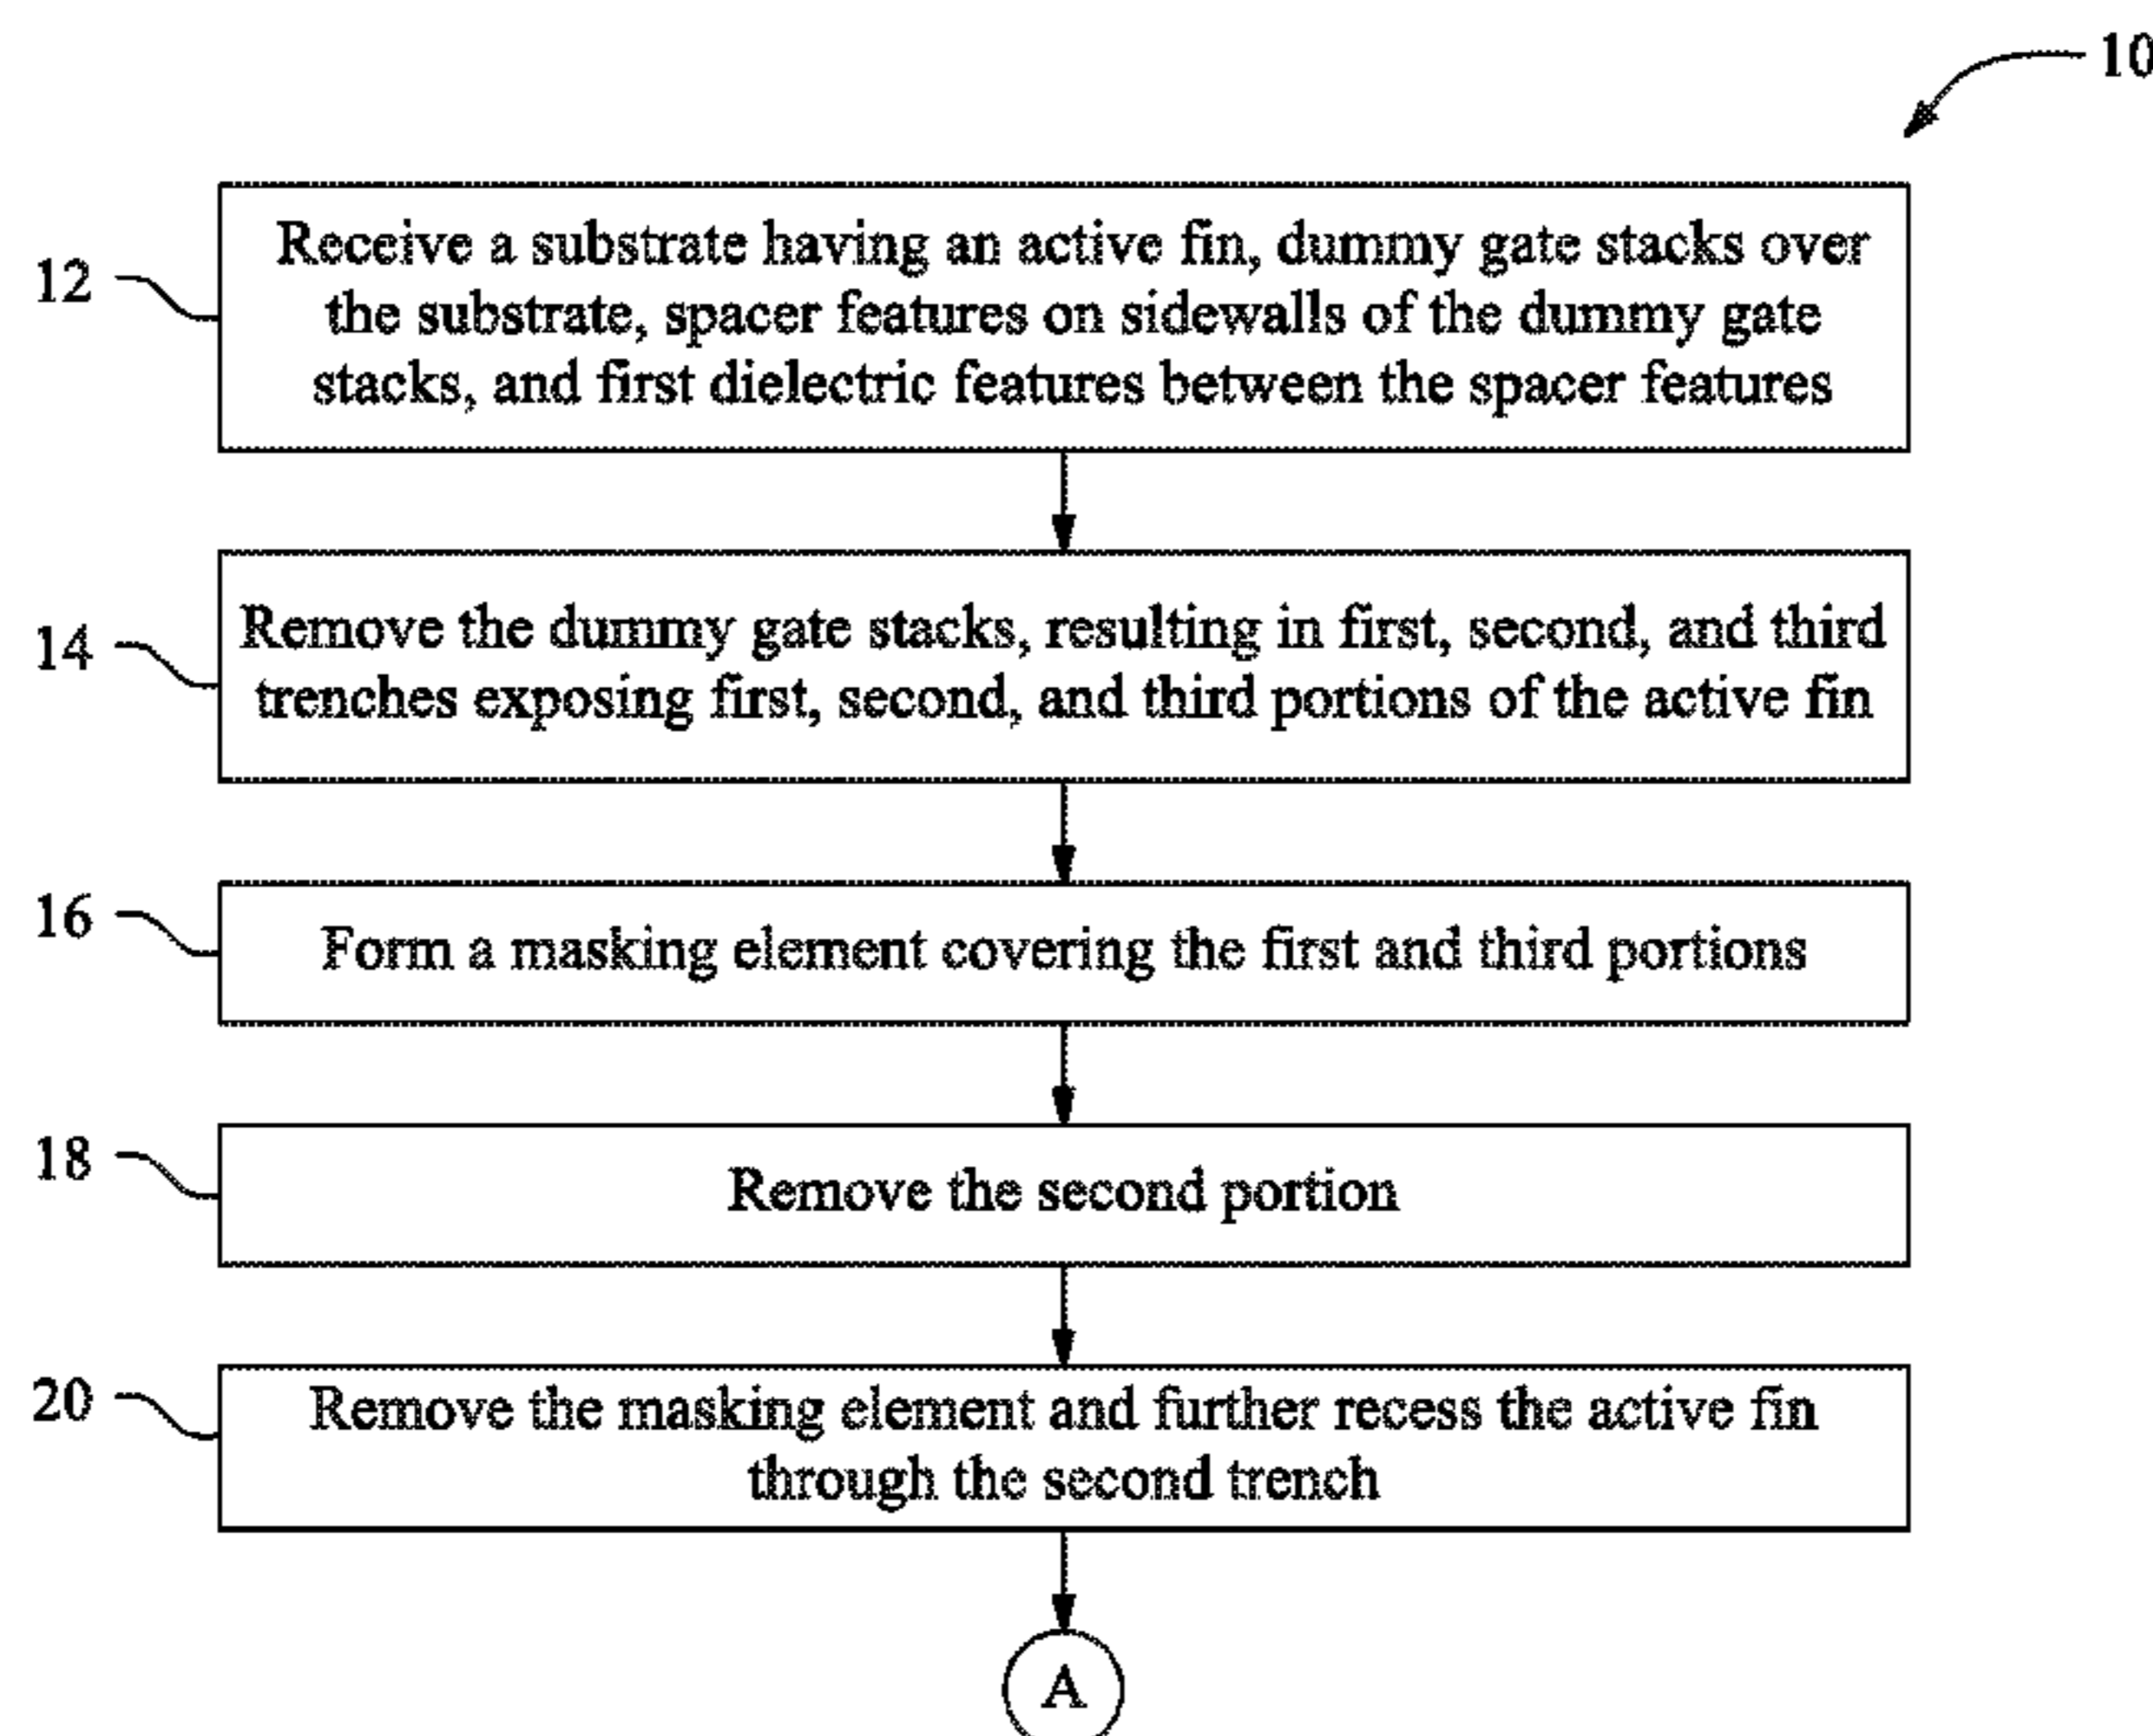 10
12
Receive a substrate having an active fin, dummy gate stacks over
the substrate, spacer features on sidewalls of the dummy gate
stacks, and first dielectric features between the spacer features
14
Remove the dummy gate stacks, resulting in first, second, and third
trenches exposing first, second, and third portions of the active fin
16
Form a masking element covering the first and third portions
18
Remove the second portion
20
Remove the masking element and further recess the active fin
through the second trench
A